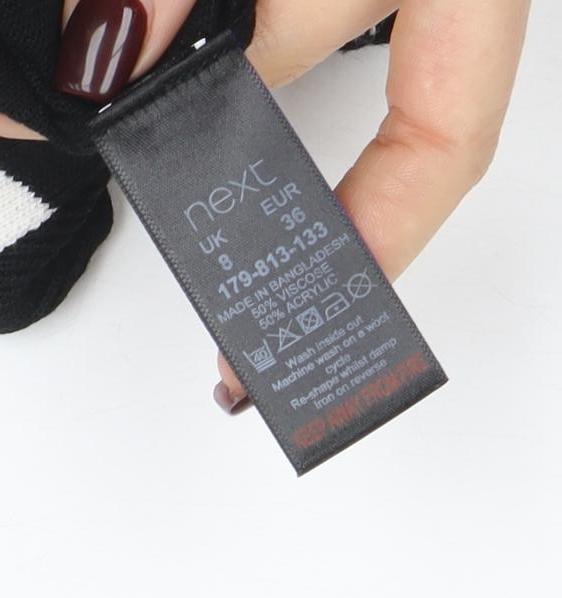 next
UK EUR
8 36
179-813-133
MADE IN BANGLADESH
50% VISCOSE
50% ACRYLIC
40
Wash inside out
Machine wash on a wool
cycle
Re-shape whilst damp
Iron on reverse
KEEP AWAY FROM FIRE